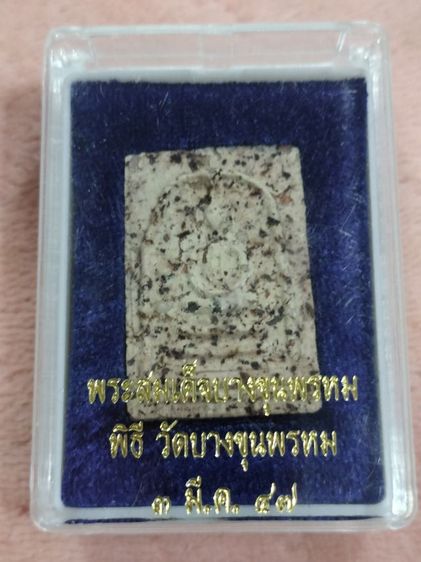 พระสมเด็จบางขุนพรหม
พิธี วัดบางขุนพรหม
๓ มี.ค. ๔๗